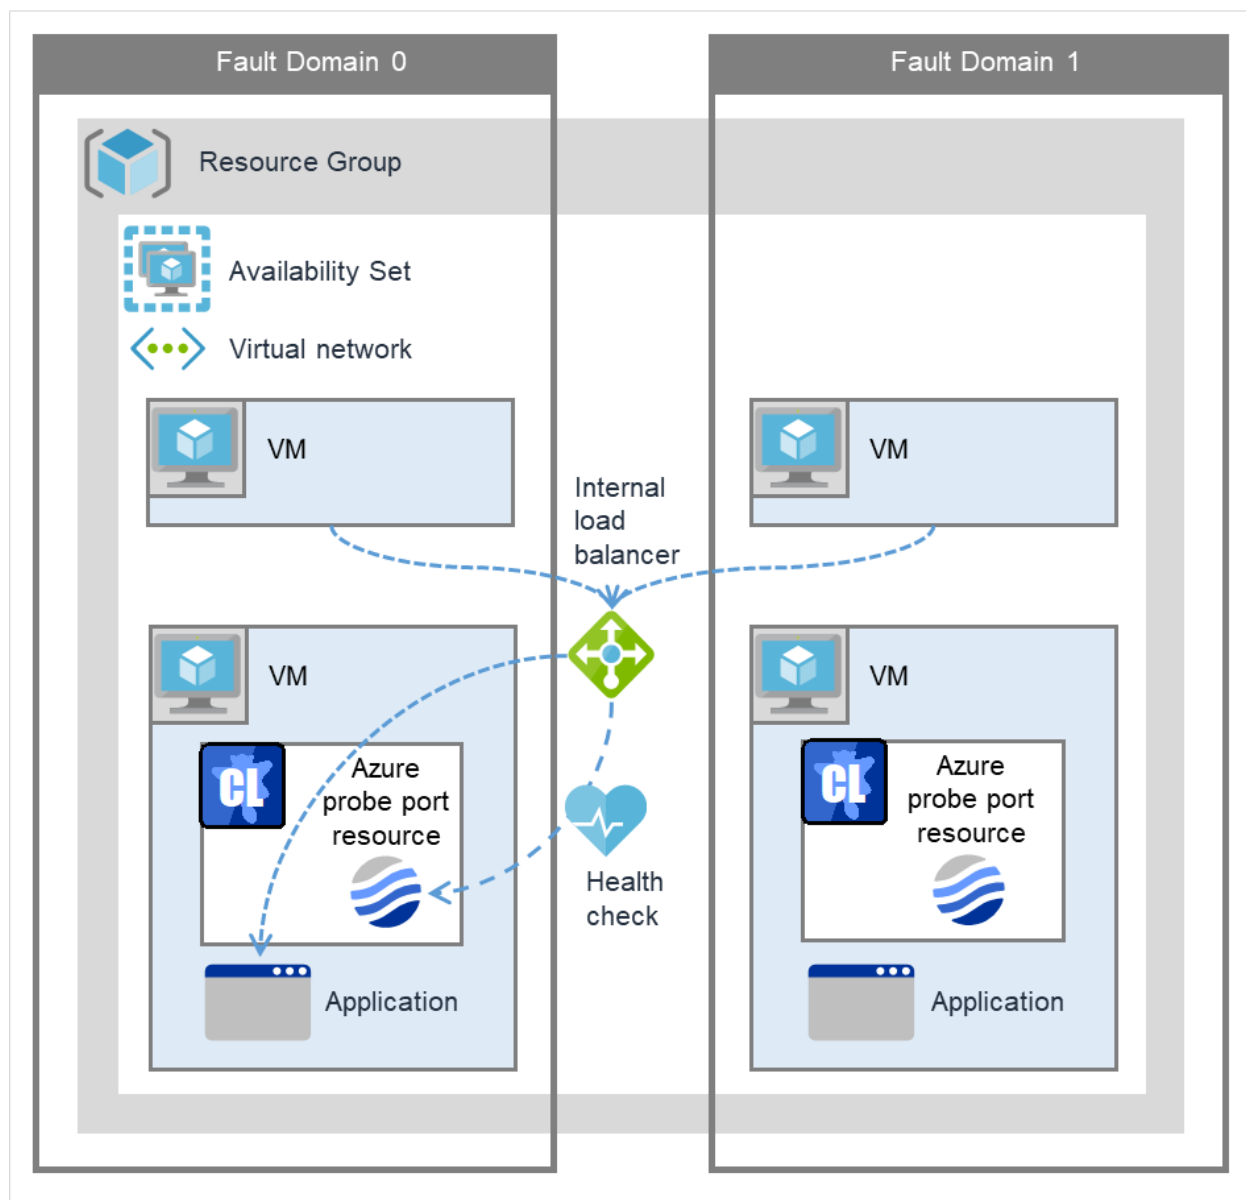 Fault Domain 0
Fault Domain 1
Resource Group
Availability Set
Virtual network
VM
VM
Internal
load
balancer
VM
VM
CL
Azure
probe port
resource
CL
Azure
probe port
resource
Health
check
Application
Application